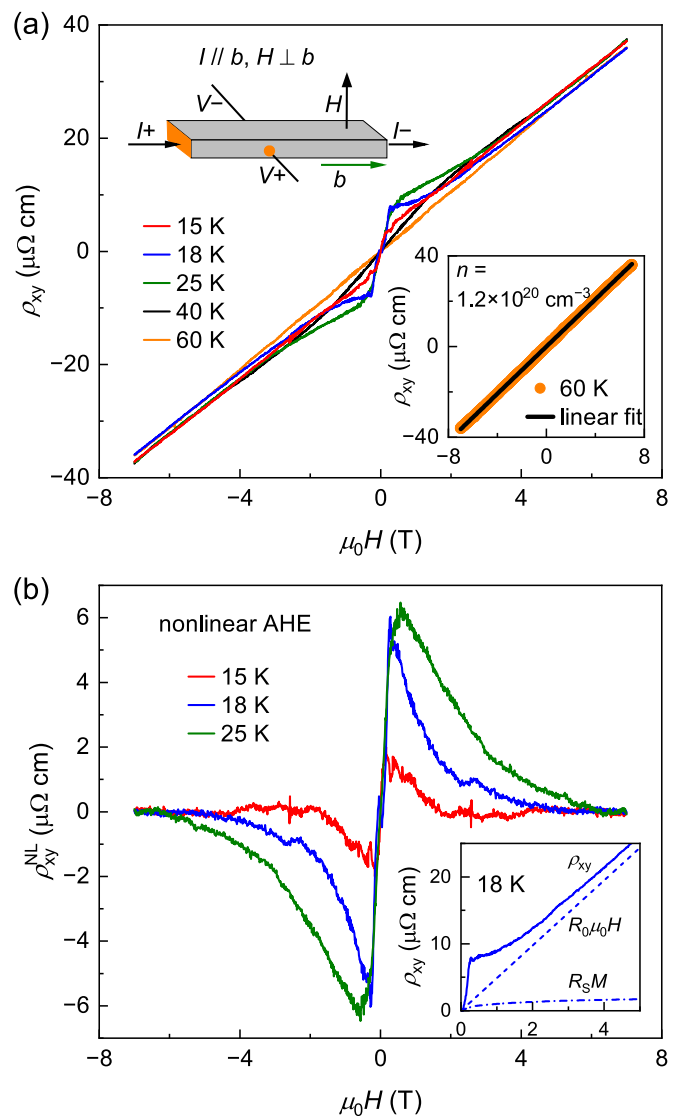 (a)
I // b, H ⊥ b
V−
H
I+
I−
V+
b
15 K
18 K
25 K
40 K
60 K
n =
1.2×10²⁰ cm⁻³
60 K
linear fit
40
0
−40
−8
0
8
ρxy (μΩ cm)
40
20
0
−20
−40
ρxy (μΩ cm)
−8
−4
0
4
8
μ₀H (T)
(b)
nonlinear AHE
15 K
18 K
25 K
6
4
2
0
−2
−4
−6
ρxy^NL (μΩ cm)
18 K
ρxy
R₀μ₀H
RSM
20
10
0
ρxy (μΩ cm)
0
2
4
−8
−4
0
4
8
μ₀H (T)